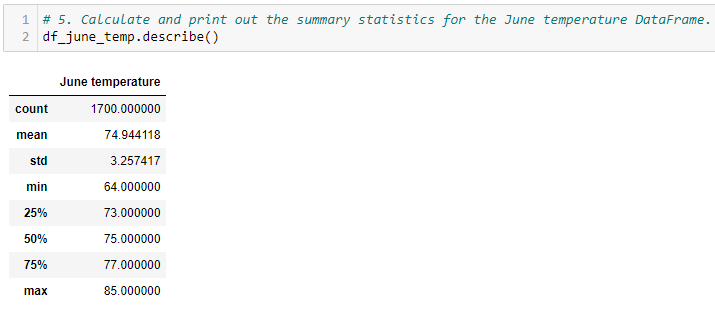 1 # 5. Calculate and print out the summary statistics for the June temperature DataFrame.
2 df_june_temp.describe()
June temperature
count 1700.000000
mean 74.944118
std 3.257417
min 64.000000
25% 73.000000
50% 75.000000
75% 77.000000
max 85.000000